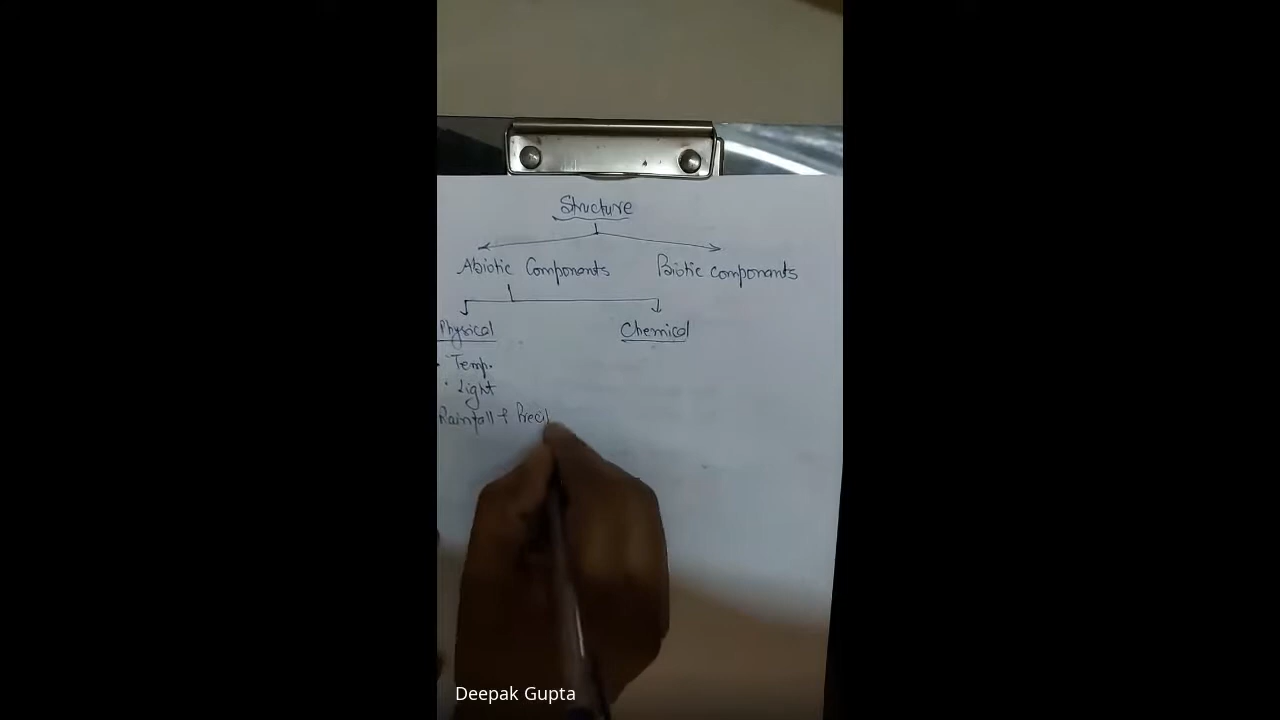 Structure
Abiotic Components Biotic components
Physical Chemical
· Temp.
· Light
Rainfall + Preci
Deepak Gupta